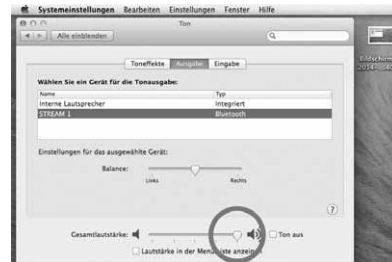 Systemeinstellungen Bearbeiten Einstellungen Fenster Hilfe
Ton
Alle einblenden
Toneffekte Ausgabe Eingabe
Wählen Sie ein Gerät für die Tonausgabe:
Name Typ
Interne Lautsprecher Integriert
STREAM 1 Bluetooth
Einstellungen für das ausgewählte Gerät:
Balance:
Links Rechts
?
Gesamtlautstärke: Ton aus
Lautstärke in der Menüleiste anzeigen